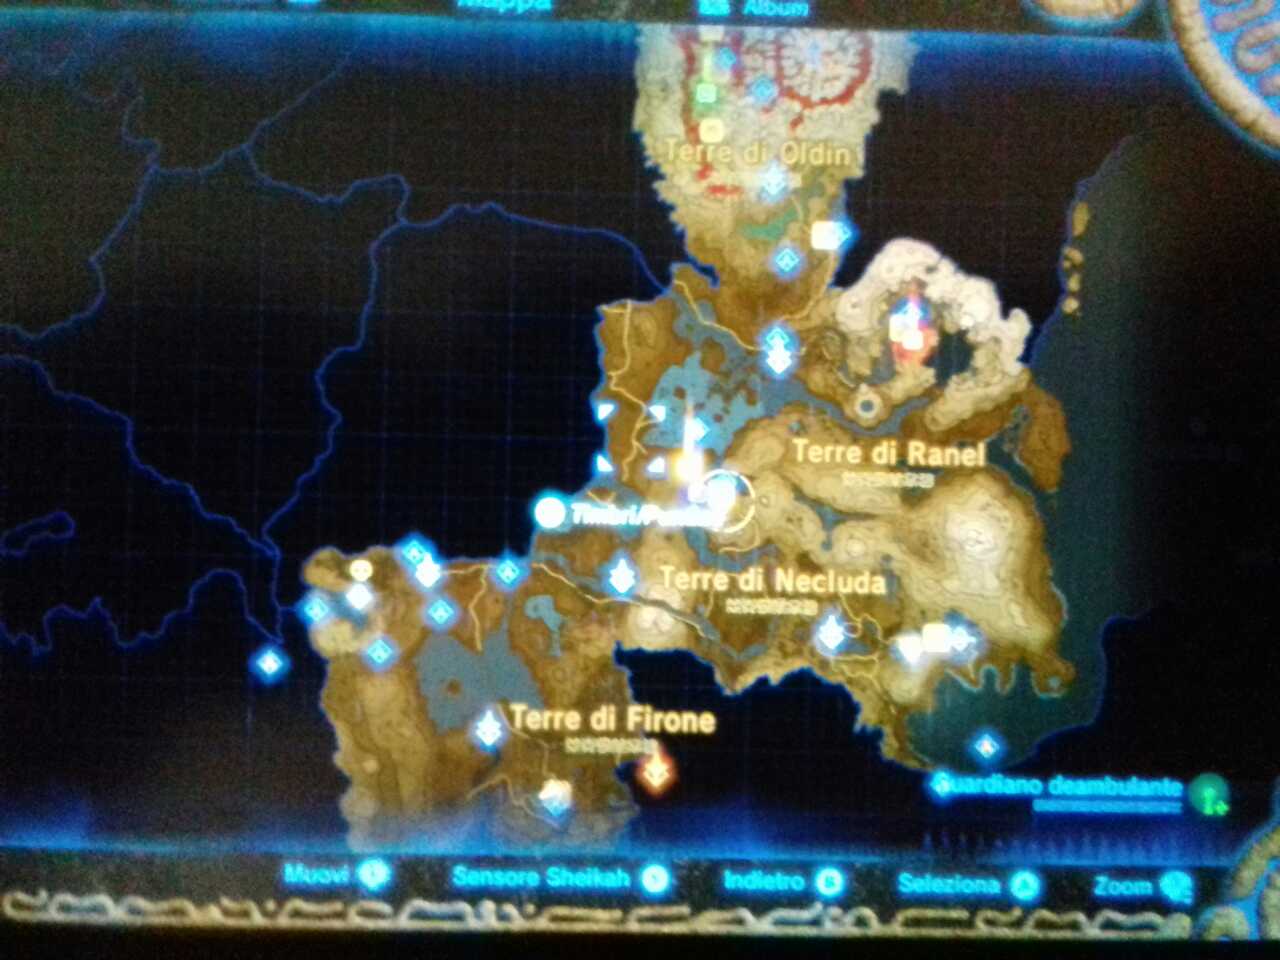 Mappa
Album
Terre di Oldin
Terre di Ranel
Timbri/
Terre di Necluda
Terre di Firone
Guardiano deambulante
Muovi
Sensore Sheikah
Indietro
Seleziona
Zoom